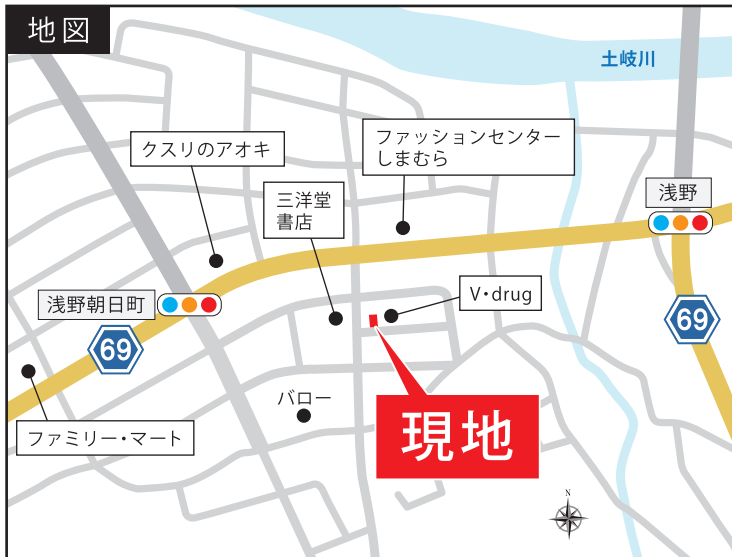 地図
土岐川
クスリのアオキ
ファッションセンター
しまむら
浅野
三洋堂
書店
V・drug
浅野朝日町
69
69
現地
バロー
ファミリー・マート
N